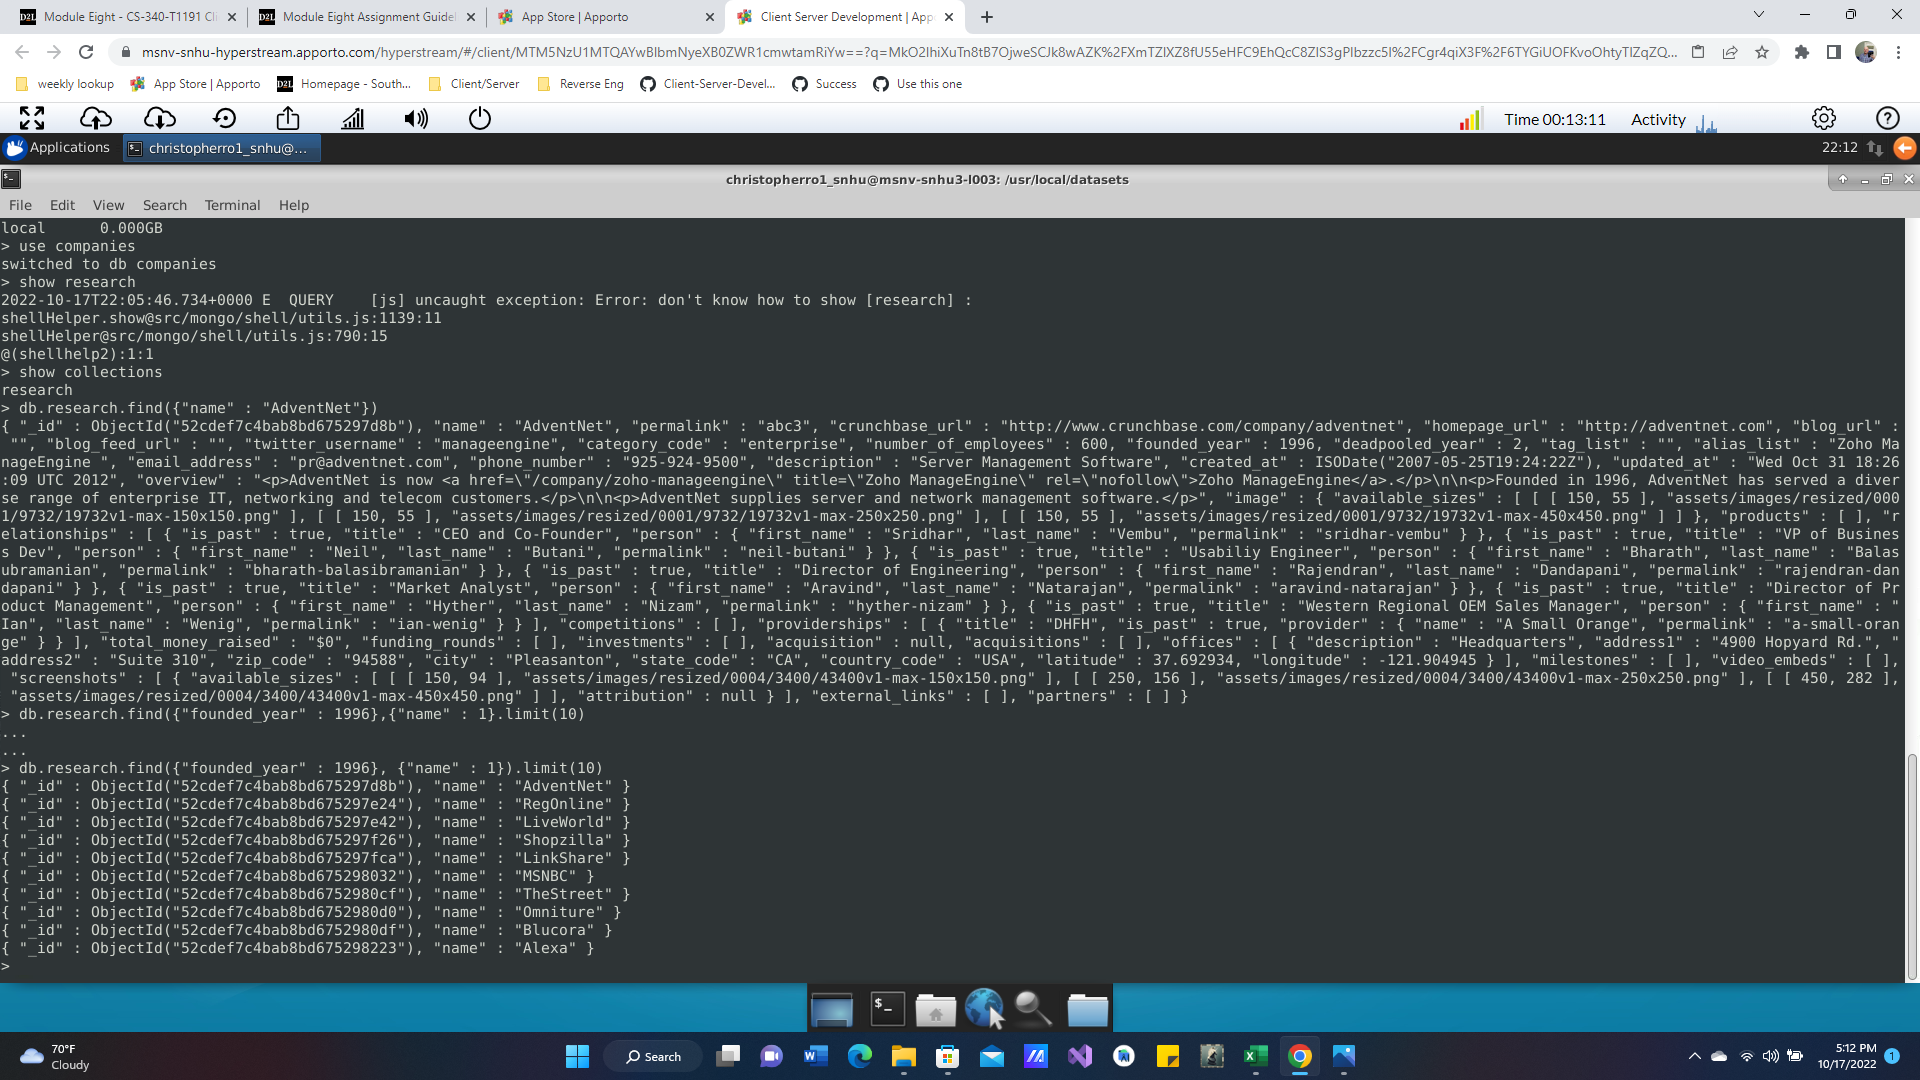 Module Eight - CS-340-T1191 Cli
Module Eight Assignment Guidel
App Store | Apporto
Client Server Development | App
msnv-snhu-hyperstream.apporto.com/hyperstream/#/client/
weekly lookup
App Store | Apporto
D2L
Homepage - South...
Client/Server
Reverse Eng
Client-Server-Devel...
Success
Use this one
Time 00:13:11
Activity
Applications
christopherro1_snhu@...
22:12
christopherro1_snhu@msnv-snhu3-l003: /usr/local/datasets
File Edit View Search Terminal Help
local      0.000GB
> use companies
switched to db companies
> show research
2022-10-17T22:05:46.734+0000 E  QUERY    [js] uncaught exception: Error: don't know how to show [research] :
shellHelper.show@src/mongo/shell/utils.js:1139:11
shellHelper@src/mongo/shell/utils.js:790:15
@(shellhelp2):1:1
> show collections
research
> db.research.find({"name" : "AdventNet"})
{ "_id" : ObjectId("52cdef7c4bab8bd675297d8b"), "name" : "AdventNet", "permalink" : "abc3", "crunchbase_url" : "http://www.crunchbase.com/company/adventnet", "homepage_url" : "http://adventnet.com", "blog_url" :
 "", "blog_feed_url" : "", "twitter_username" : "manageengine", "category_code" : "enterprise", "number_of_employees" : 600, "founded_year" : 1996, "deadpooled_year" : 2, "tag_list" : "", "alias_list" : "Zoho Ma
nageEngine ", "email_address" : "pr@adventnet.com", "phone_number" : "925-924-9500", "description" : "Server Management Software", "created_at" : ISODate("2007-05-25T19:24:22Z"), "updated_at" : "Wed Oct 31 18:26
:09 UTC 2012", "overview" : "<p>AdventNet is now <a href=\"/company/zoho-manageengine\" title=\"Zoho ManageEngine\" rel=\"nofollow\">Zoho ManageEngine</a>.</p>\n\n<p>Founded in 1996, AdventNet has served a diver
se range of enterprise IT, networking and telecom customers.</p>\n\n<p>AdventNet supplies server and network management software.</p>", "image" : { "available_sizes" : [ [ [ 150, 55 ], "assets/images/resized/000
1/9732/19732v1-max-150x150.png" ], [ [ 150, 55 ], "assets/images/resized/0001/9732/19732v1-max-250x250.png" ], [ [ 150, 55 ], "assets/images/resized/0001/9732/19732v1-max-450x450.png" ] ] }, "products" : [ ], "r
elationships" : [ { "is_past" : true, "title" : "CEO and Co-Founder", "person" : { "first_name" : "Sridhar", "last_name" : "Vembu", "permalink" : "sridhar-vembu" } }, { "is_past" : true, "title" : "VP of Busines
s Dev", "person" : { "first_name" : "Neil", "last_name" : "Butani", "permalink" : "neil-butani" } }, { "is_past" : true, "title" : "Usabiliy Engineer", "person" : { "first_name" : "Bharath", "last_name" : "Balas
ubramanian", "permalink" : "bharath-balasibramanian" } }, { "is_past" : true, "title" : "Director of Engineering", "person" : { "first_name" : "Rajendran", "last_name" : "Dandapani", "permalink" : "rajendran-dan
dapani" } }, { "is_past" : true, "title" : "Market Analyst", "person" : { "first_name" : "Aravind", "last_name" : "Natarajan", "permalink" : "aravind-natarajan" } }, { "is_past" : true, "title" : "Director of Pr
oduct Management", "person" : { "first_name" : "Hyther", "last_name" : "Nizam", "permalink" : "hyther-nizam" } }, { "is_past" : true, "title" : "Western Regional OEM Sales Manager", "person" : { "first_name" : "
Ian", "last_name" : "Wenig", "permalink" : "ian-wenig" } } ], "competitions" : [ ], "providerships" : [ { "title" : "DHFH", "is_past" : true, "provider" : { "name" : "A Small Orange", "permalink" : "a-small-oran
ge" } } ], "total_money_raised" : "$0", "funding_rounds" : [ ], "investments" : [ ], "acquisition" : null, "acquisitions" : [ ], "offices" : [ { "description" : "Headquarters", "address1" : "4900 Hopyard Rd.", "
address2" : "Suite 310", "zip_code" : "94588", "city" : "Pleasanton", "state_code" : "CA", "country_code" : "USA", "latitude" : 37.692934, "longitude" : -121.904945 } ], "milestones" : [ ], "video_embeds" : [ ],
 "screenshots" : [ { "available_sizes" : [ [ [ 150, 94 ], "assets/images/resized/0004/3400/43400v1-max-150x150.png" ], [ [ 250, 156 ], "assets/images/resized/0004/3400/43400v1-max-250x250.png" ], [ [ 450, 282 ],
 "assets/images/resized/0004/3400/43400v1-max-450x450.png" ] ], "attribution" : null } ], "external_links" : [ ], "partners" : [ ] }
> db.research.find({"founded_year" : 1996},{"name" : 1}.limit(10)
...
...
> db.research.find({"founded_year" : 1996}, {"name" : 1}).limit(10)
{ "_id" : ObjectId("52cdef7c4bab8bd675297d8b"), "name" : "AdventNet" }
{ "_id" : ObjectId("52cdef7c4bab8bd675297e24"), "name" : "RegOnline" }
{ "_id" : ObjectId("52cdef7c4bab8bd675297e42"), "name" : "LiveWorld" }
{ "_id" : ObjectId("52cdef7c4bab8bd675297f26"), "name" : "Shopzilla" }
{ "_id" : ObjectId("52cdef7c4bab8bd675297fca"), "name" : "LinkShare" }
{ "_id" : ObjectId("52cdef7c4bab8bd675298032"), "name" : "MSNBC" }
{ "_id" : ObjectId("52cdef7c4bab8bd6752980cf"), "name" : "TheStreet" }
{ "_id" : ObjectId("52cdef7c4bab8bd6752980d0"), "name" : "Omniture" }
{ "_id" : ObjectId("52cdef7c4bab8bd6752980df"), "name" : "Blucora" }
{ "_id" : ObjectId("52cdef7c4bab8bd675298223"), "name" : "Alexa" }
>
70°F
Cloudy
Search
5:12 PM
10/17/2022
1